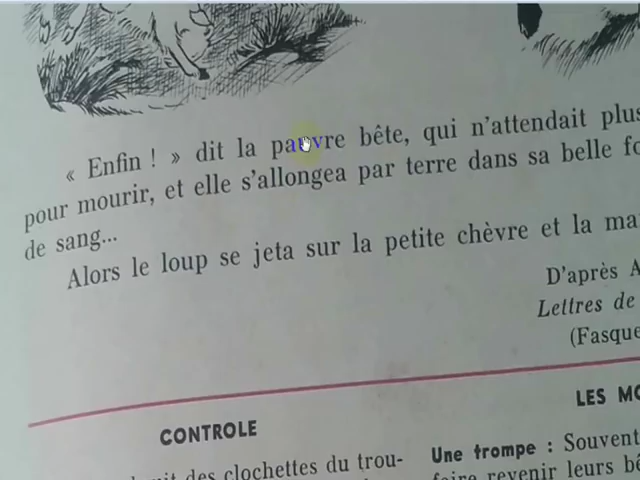 « Enfin ! » dit la pauvre bête, qui n'attendait plus
pour mourir, et elle s'allongea par terre dans sa belle
de sang...
Alors le loup se jeta sur la petite chèvre et la
D'après
Lettres de
CONTROLE
LES
des clochettes du trou-
Une trompe : Souvent
revenir leurs